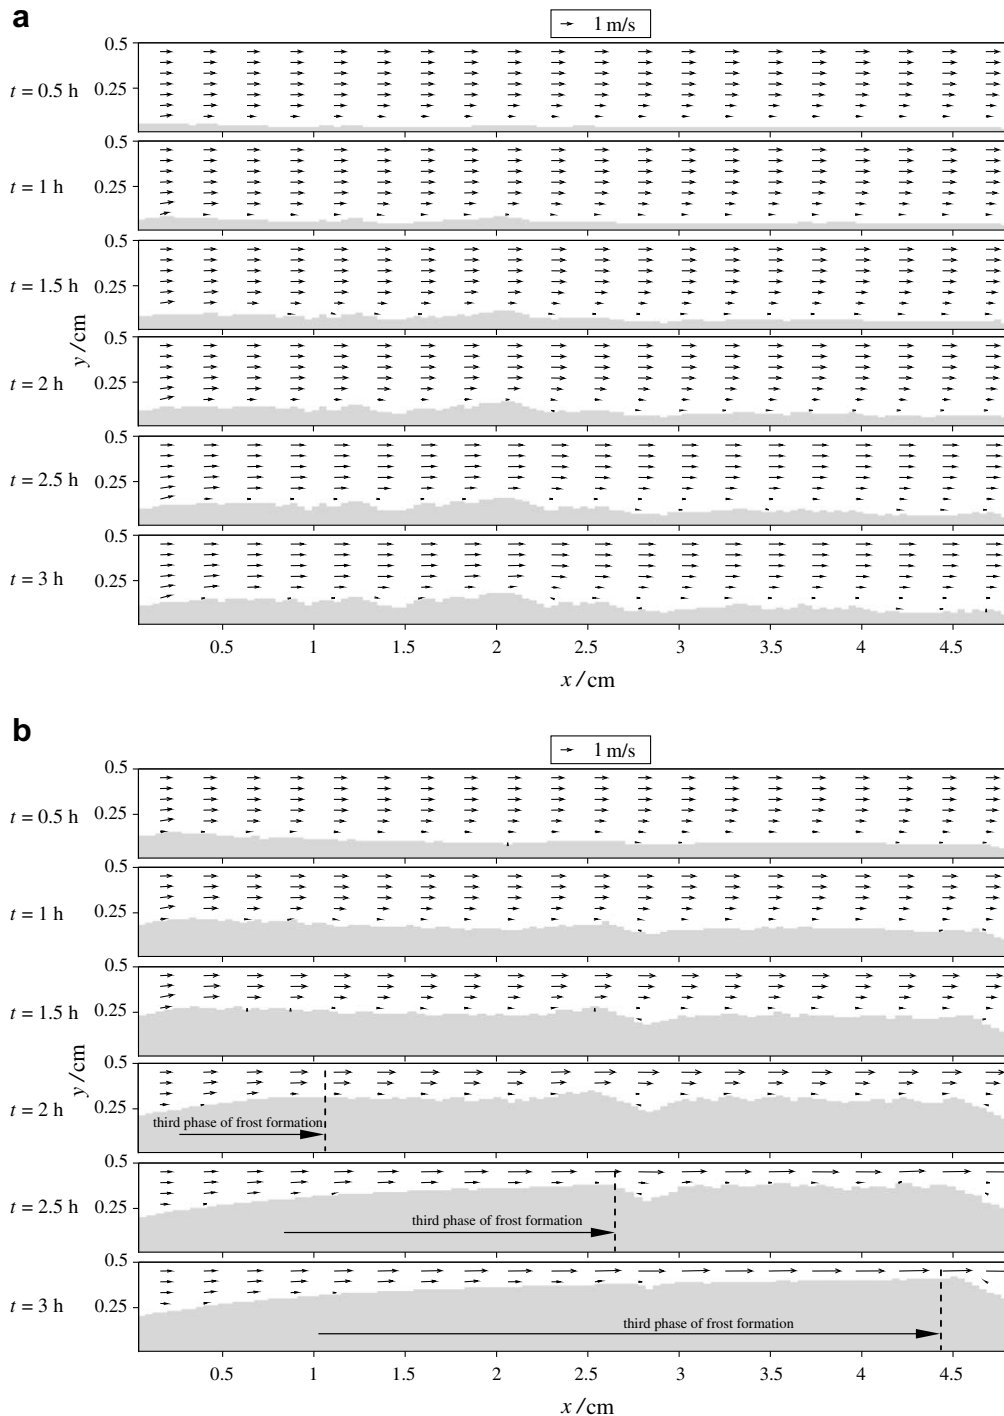 a
1 m/s
0.5
t = 0.5 h
0.25
0.5
t = 1 h
0.25
0.5
t = 1.5 h
0.25
y/cm
0.5
t = 2 h
0.25
0.5
t = 2.5 h
0.25
0.5
t = 3 h
0.25
0.5 1 1.5 2 2.5 3 3.5 4 4.5
x/cm
b
1 m/s
0.5
t = 0.5 h
0.25
0.5
t = 1 h
0.25
0.5
t = 1.5 h
0.25
y/cm
0.5
t = 2 h
0.25
third phase of frost formation
0.5
t = 2.5 h
0.25
third phase of frost formation
0.5
t = 3 h
0.25
third phase of frost formation
0.5 1 1.5 2 2.5 3 3.5 4 4.5
x/cm